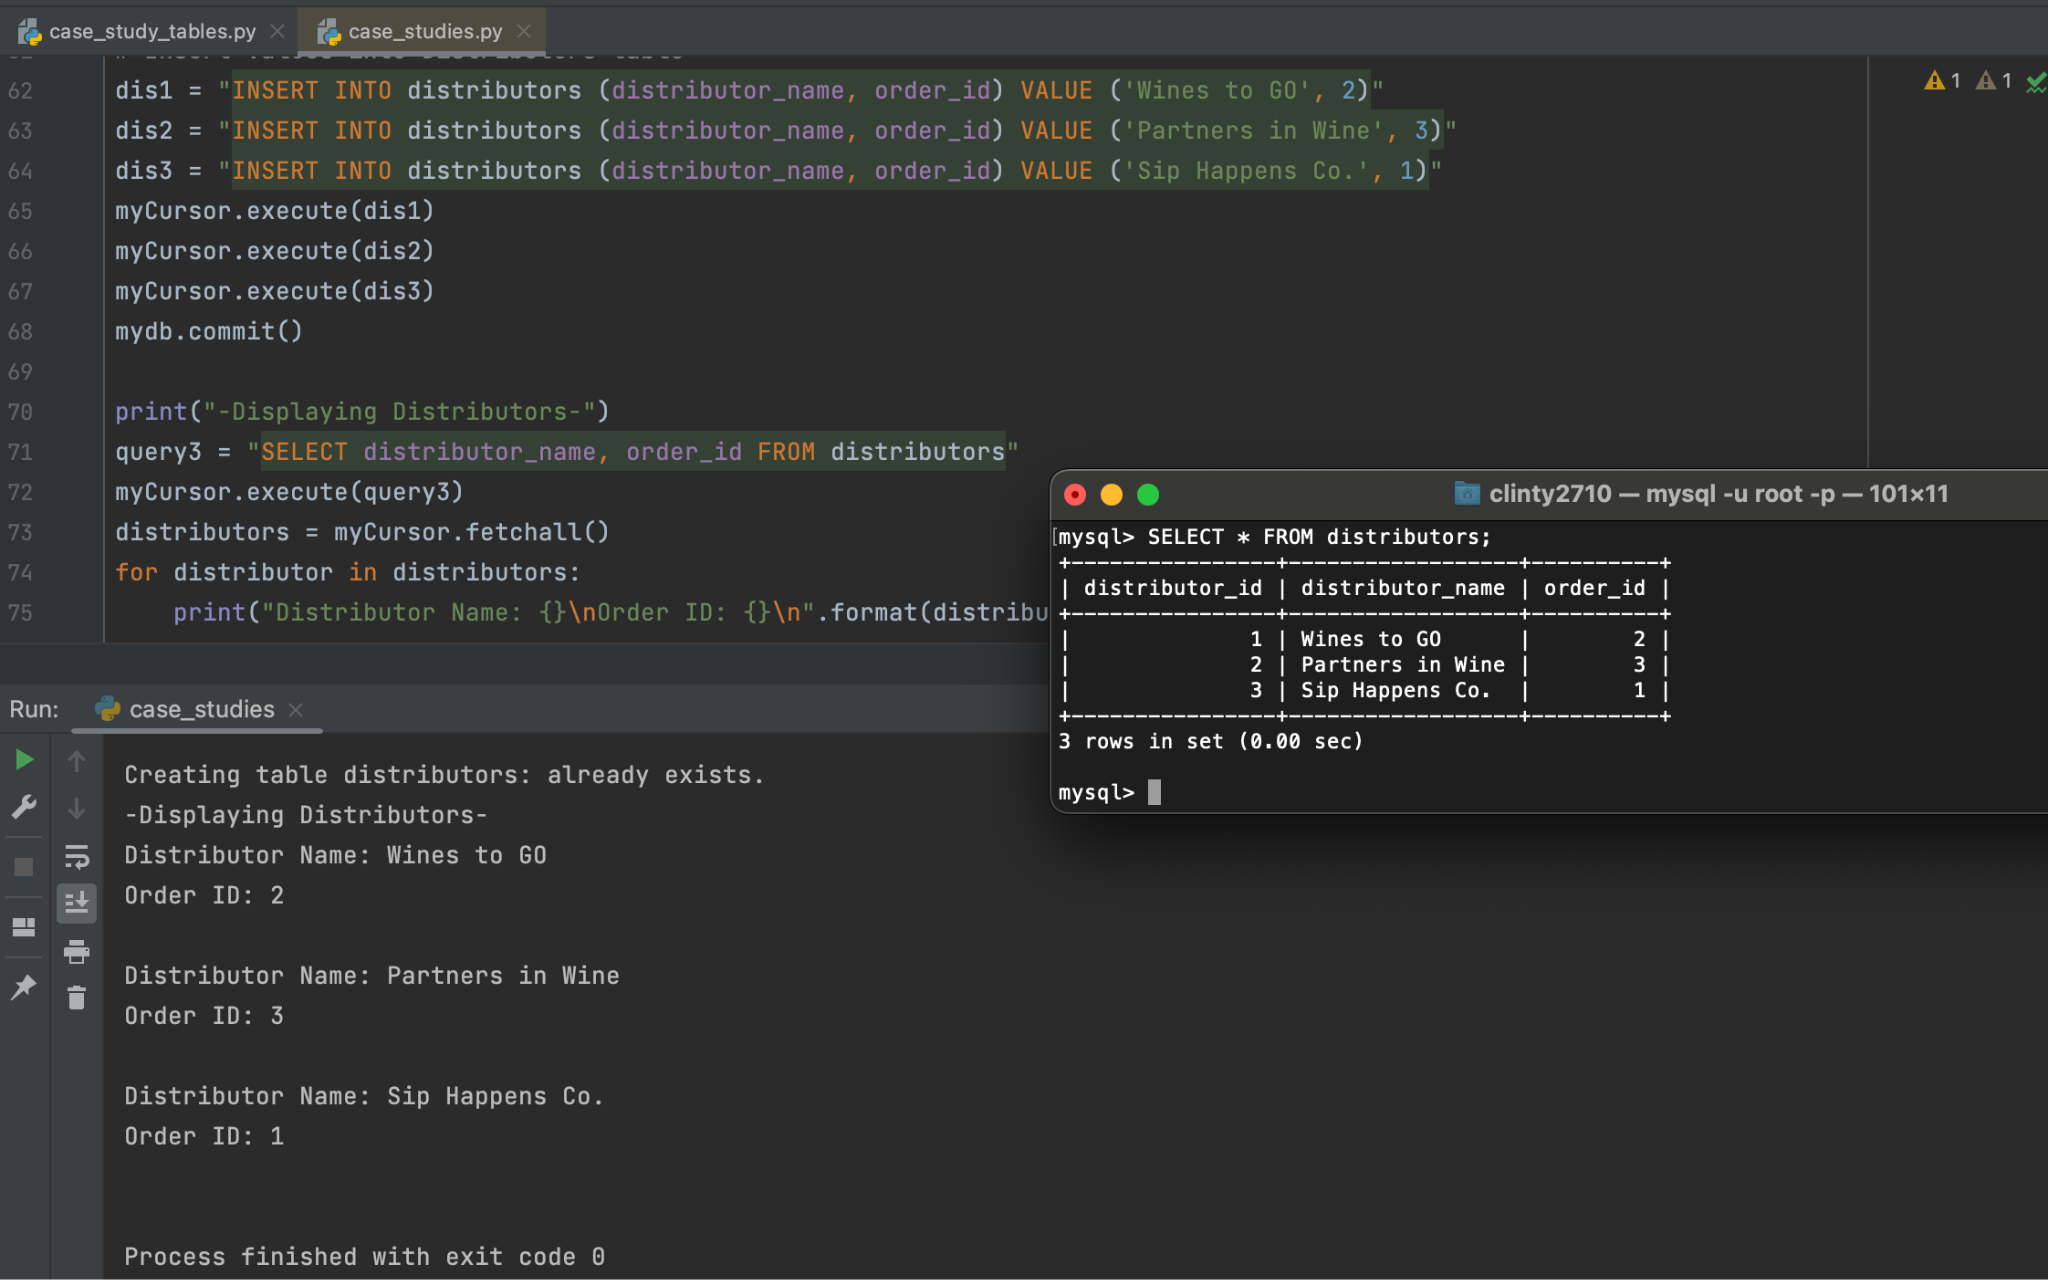 case_study_tables.py case_studies.py
62 dis1 = "INSERT INTO distributors (distributor_name, order_id) VALUE ('Wines to GO', 2)"
1 1
63 dis2 = "INSERT INTO distributors (distributor_name, order_id) VALUE ('Partners in Wine', 3)"
64 dis3 = "INSERT INTO distributors (distributor_name, order_id) VALUE ('Sip Happens Co.', 1)"
65 myCursor.execute(dis1)
66 myCursor.execute(dis2)
67 myCursor.execute(dis3)
68 mydb.commit()
69
70 print("-Displaying Distributors-")
71 query3 = "SELECT distributor_name, order_id FROM distributors"
72 myCursor.execute(query3)
73 distributors = myCursor.fetchall()
74 for distributor in distributors:
75 print("Distributor Name: {}\nOrder ID: {}\n".format(distribu
clinty2710 — mysql -u root -p — 101×11
[mysql> SELECT * FROM distributors;
+----------------+------------------+----------+
| distributor_id | distributor_name | order_id |
+----------------+------------------+----------+
| 1 | Wines to GO | 2 |
| 2 | Partners in Wine | 3 |
| 3 | Sip Happens Co. | 1 |
+----------------+------------------+----------+
3 rows in set (0.00 sec)
mysql>
Run: case_studies
Creating table distributors: already exists.
-Displaying Distributors-
Distributor Name: Wines to GO
Order ID: 2
Distributor Name: Partners in Wine
Order ID: 3
Distributor Name: Sip Happens Co.
Order ID: 1
Process finished with exit code 0